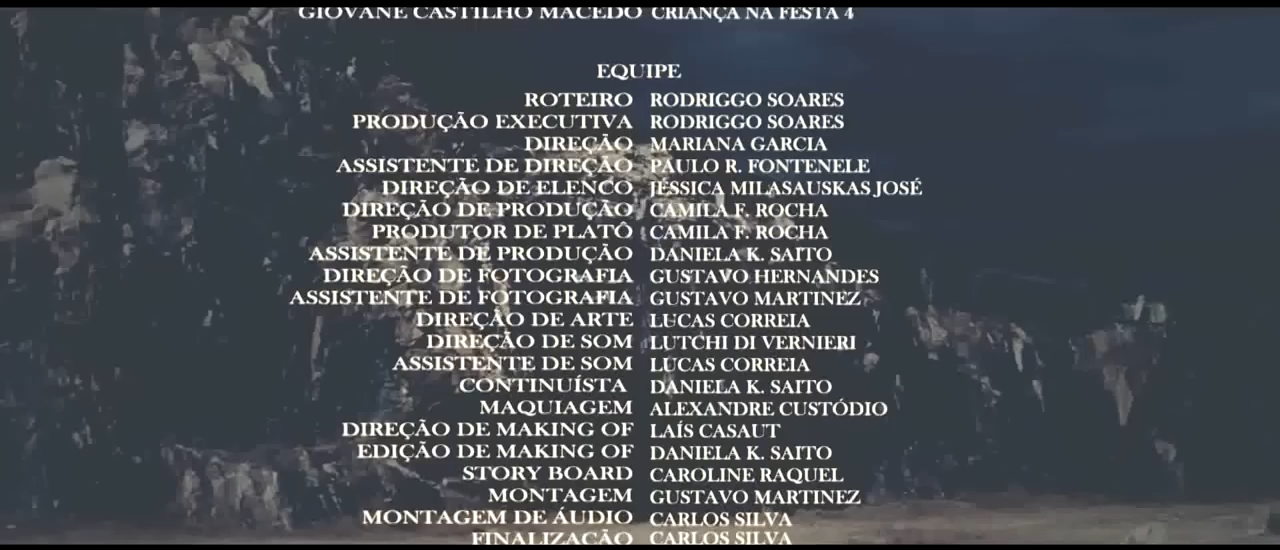 GIOVANE CASTILHO MACEDO CRIANÇA NA FESTA 4
EQUIPE
ROTEIRO RODRIGGO SOARES
PRODUÇÃO EXECUTIVA RODRIGGO SOARES
DIREÇÃO MARIANA GARCIA
ASSISTENTE DE DIREÇÃO PAULO R. FONTENELE
DIREÇÃO DE ELENCO JÉSSICA MILASAUSKAS JOSÉ
DIREÇÃO DE PRODUÇÃO CAMILA F. ROCHA
PRODUTOR DE PLATÔ CAMILA F. ROCHA
ASSISTENTE DE PRODUÇÃO DANIELA K. SAITO
DIREÇÃO DE FOTOGRAFIA GUSTAVO HERNANDES
ASSISTENTE DE FOTOGRAFIA GUSTAVO MARTINEZ
DIREÇÃO DE ARTE LUCAS CORREIA
DIREÇÃO DE SOM LUTCHI DI VERNIERI
ASSISTENTE DE SOM LUCAS CORREIA
CONTINUÍSTA DANIELA K. SAITO
MAQUIAGEM ALEXANDRE CUSTÓDIO
DIREÇÃO DE MAKING OF LAÍS CASAUT
EDIÇÃO DE MAKING OF DANIELA K. SAITO
STORY BOARD CAROLINE RAQUEL
MONTAGEM GUSTAVO MARTINEZ
MONTAGEM DE ÁUDIO CARLOS SILVA
FINALIZAÇÃO CARLOS SILVA